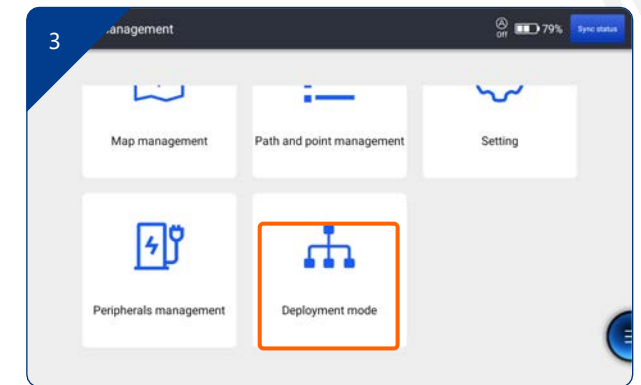 3
anagement
Off
79%
Sync status
Map management
Path and point management
Setting
Peripherals management
Deployment mode